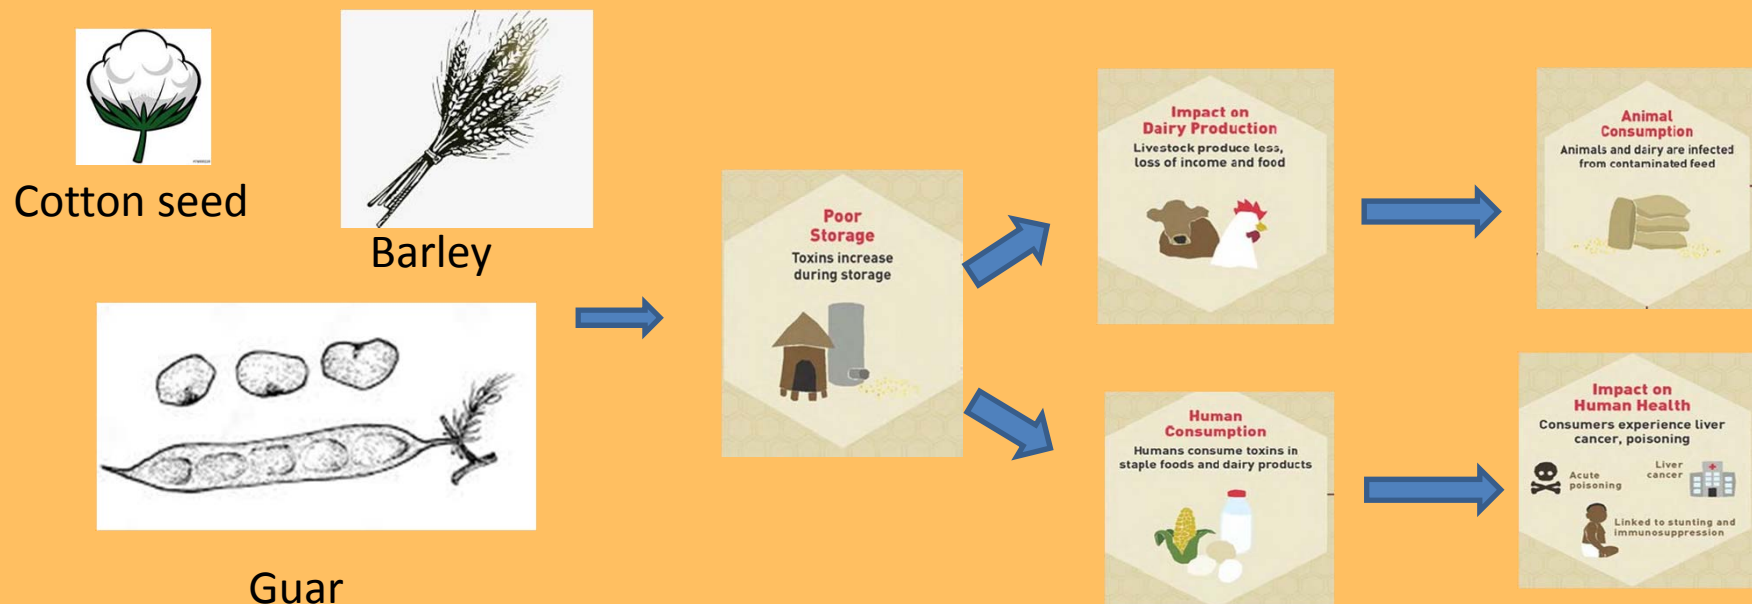 Cotton seed
Barley
Guar
Poor
Storage
Toxins increase
during storage
Impact on
Dairy Production
Livestock produce less,
loss of income and food
Animal
Consumption
Animals and dairy are infected
from contaminated feed
Human
Consumption
Humans consume toxins in
staple foods and dairy products
Impact on
Human Health
Consumers experience liver
cancer, poisoning
Acute
poisoning
Liver
cancer
Linked to stunting and
immunosuppression